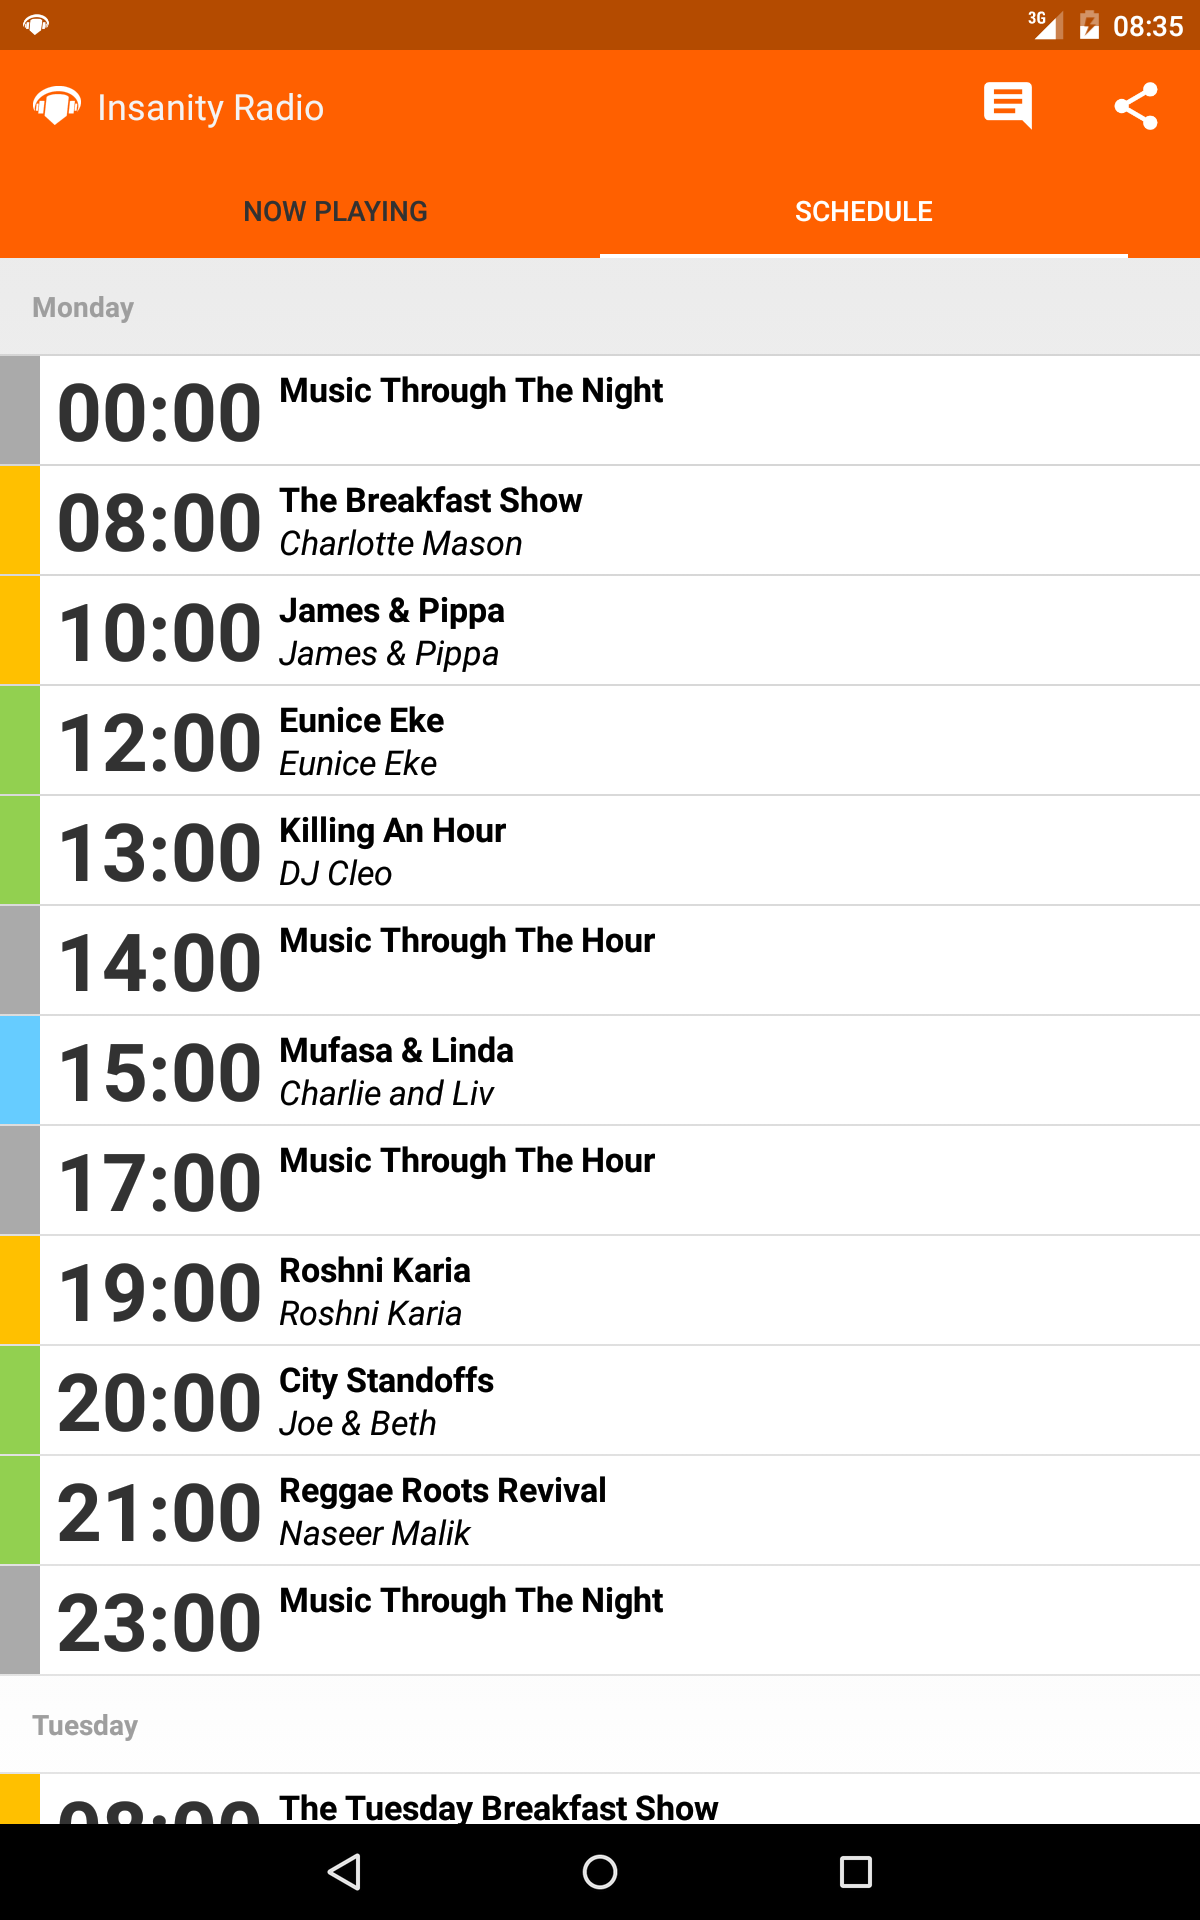 3G 08:35
Insanity Radio
NOW PLAYING SCHEDULE
Monday
00:00 Music Through The Night
08:00 The Breakfast Show
Charlotte Mason
10:00 James & Pippa
James & Pippa
12:00 Eunice Eke
Eunice Eke
13:00 Killing An Hour
DJ Cleo
14:00 Music Through The Hour
15:00 Mufasa & Linda
Charlie and Liv
17:00 Music Through The Hour
19:00 Roshni Karia
Roshni Karia
20:00 City Standoffs
Joe & Beth
21:00 Reggae Roots Revival
Naseer Malik
23:00 Music Through The Night
Tuesday
08:00 The Tuesday Breakfast Show